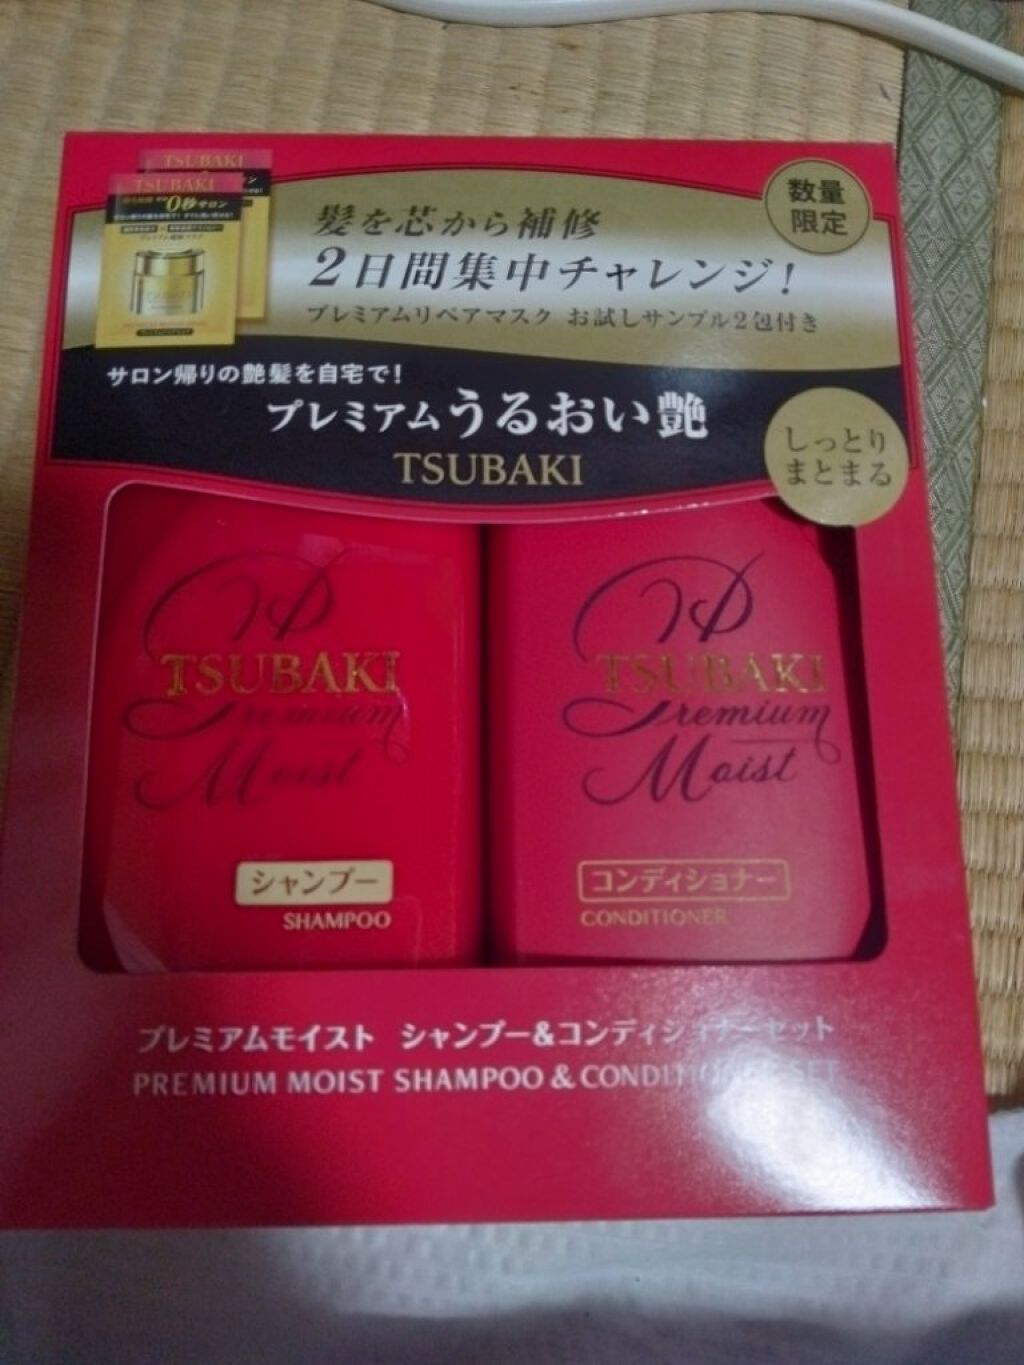 TSUBAKI
TSUBAKI
0秒サロン
数量
限定
髪を芯から補修
2日間集中チャレンジ!
プレミアムリペアマスク お試しサンプル2包付き
サロン帰りの艶髪を自宅で!
プレミアムうるおい艶
TSUBAKI
しっとり
まとまる
TSUBAKI
Premium
Moist
シャンプー
SHAMPOO
TSUBAKI
Premium
Moist
コンディショナー
CONDITIONER
プレミアムモイスト シャンプー&コンディショナーセット
PREMIUM MOIST SHAMPOO & CONDITIONER SET